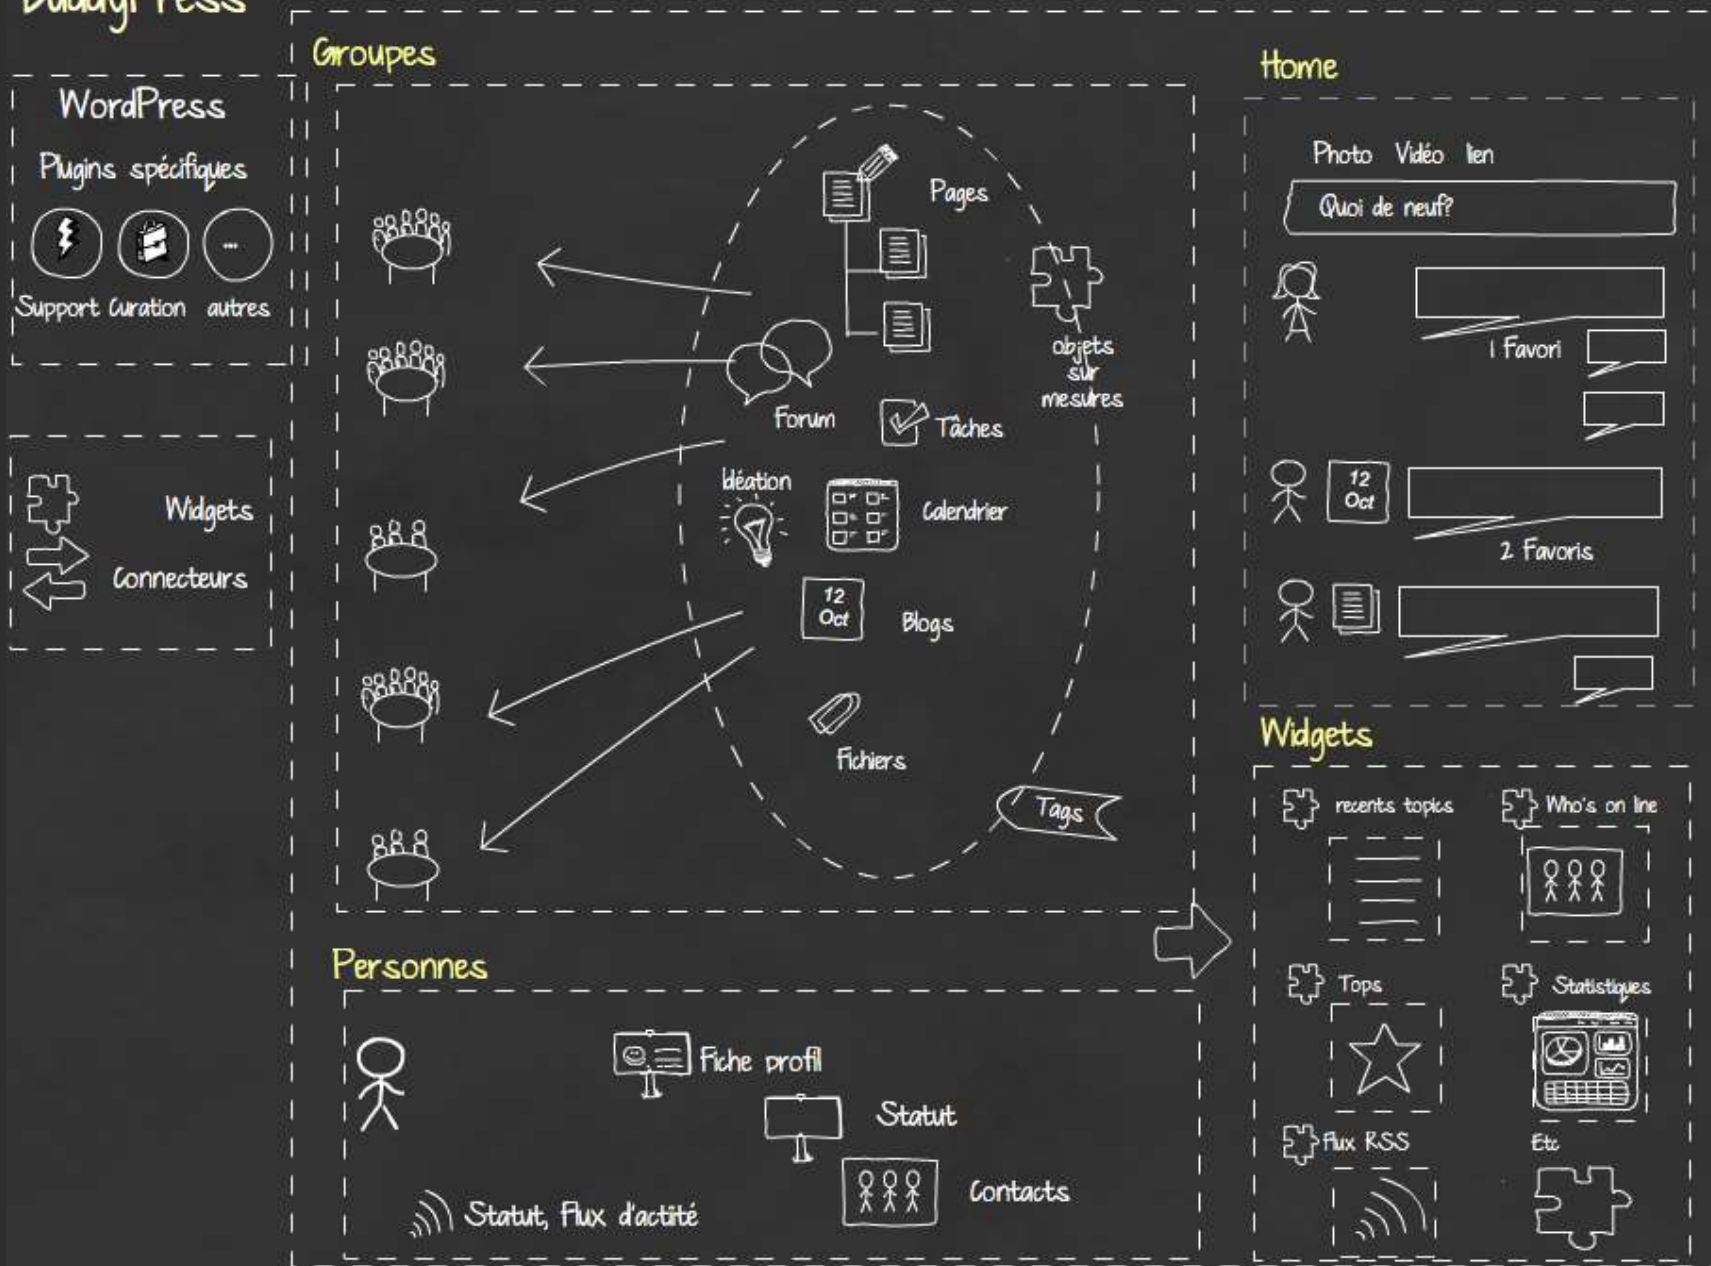 BuddyPress
WordPress
Plugins spécifiques
...
Support Curation autres
Widgets
Connecteurs
Groupes
Pages
objets
sur
mesures
Forum
Tâches
Idéation
Calendrier
12
Oct
Blogs
Fichiers
Tags
Personnes
Fiche profil
Statut
Contacts
Statut, Flux d'actiité
Home
Photo Vidéo lien
Quoi de neuf?
1 Favori
12
Oct
2 Favoris
Widgets
recents topics
Who's on line
Tops
Statistiques
flux RSS
Etc